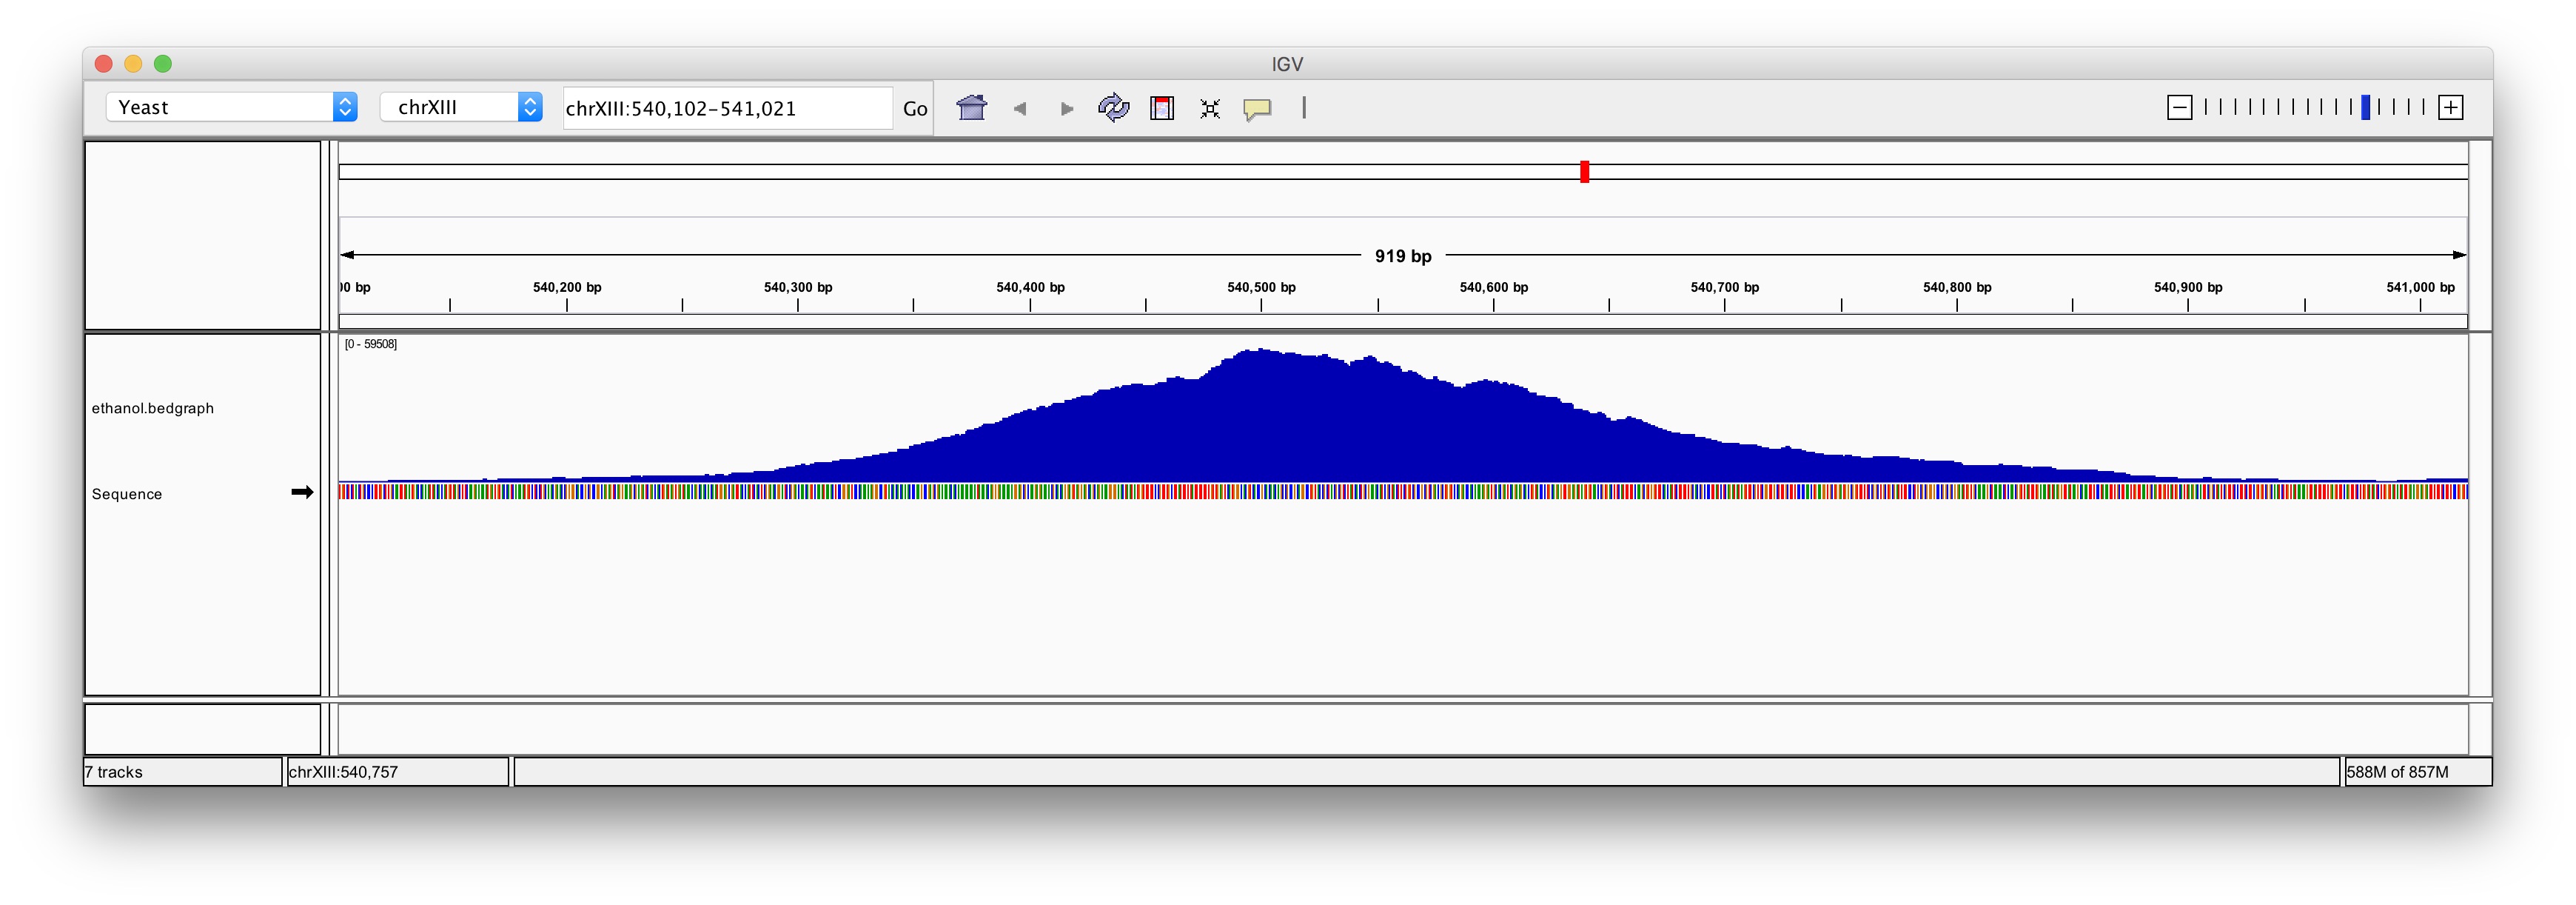 IGV
Yeast chrXIII chrXIII:540,102-541,021 Go
919 bp
00 bp 540,200 bp 540,300 bp 540,400 bp 540,500 bp 540,600 bp 540,700 bp 540,800 bp 540,900 bp 541,000 bp
[0 - 59508]
ethanol.bedgraph
Sequence
7 tracks chrXIII:540,757 588M of 857M